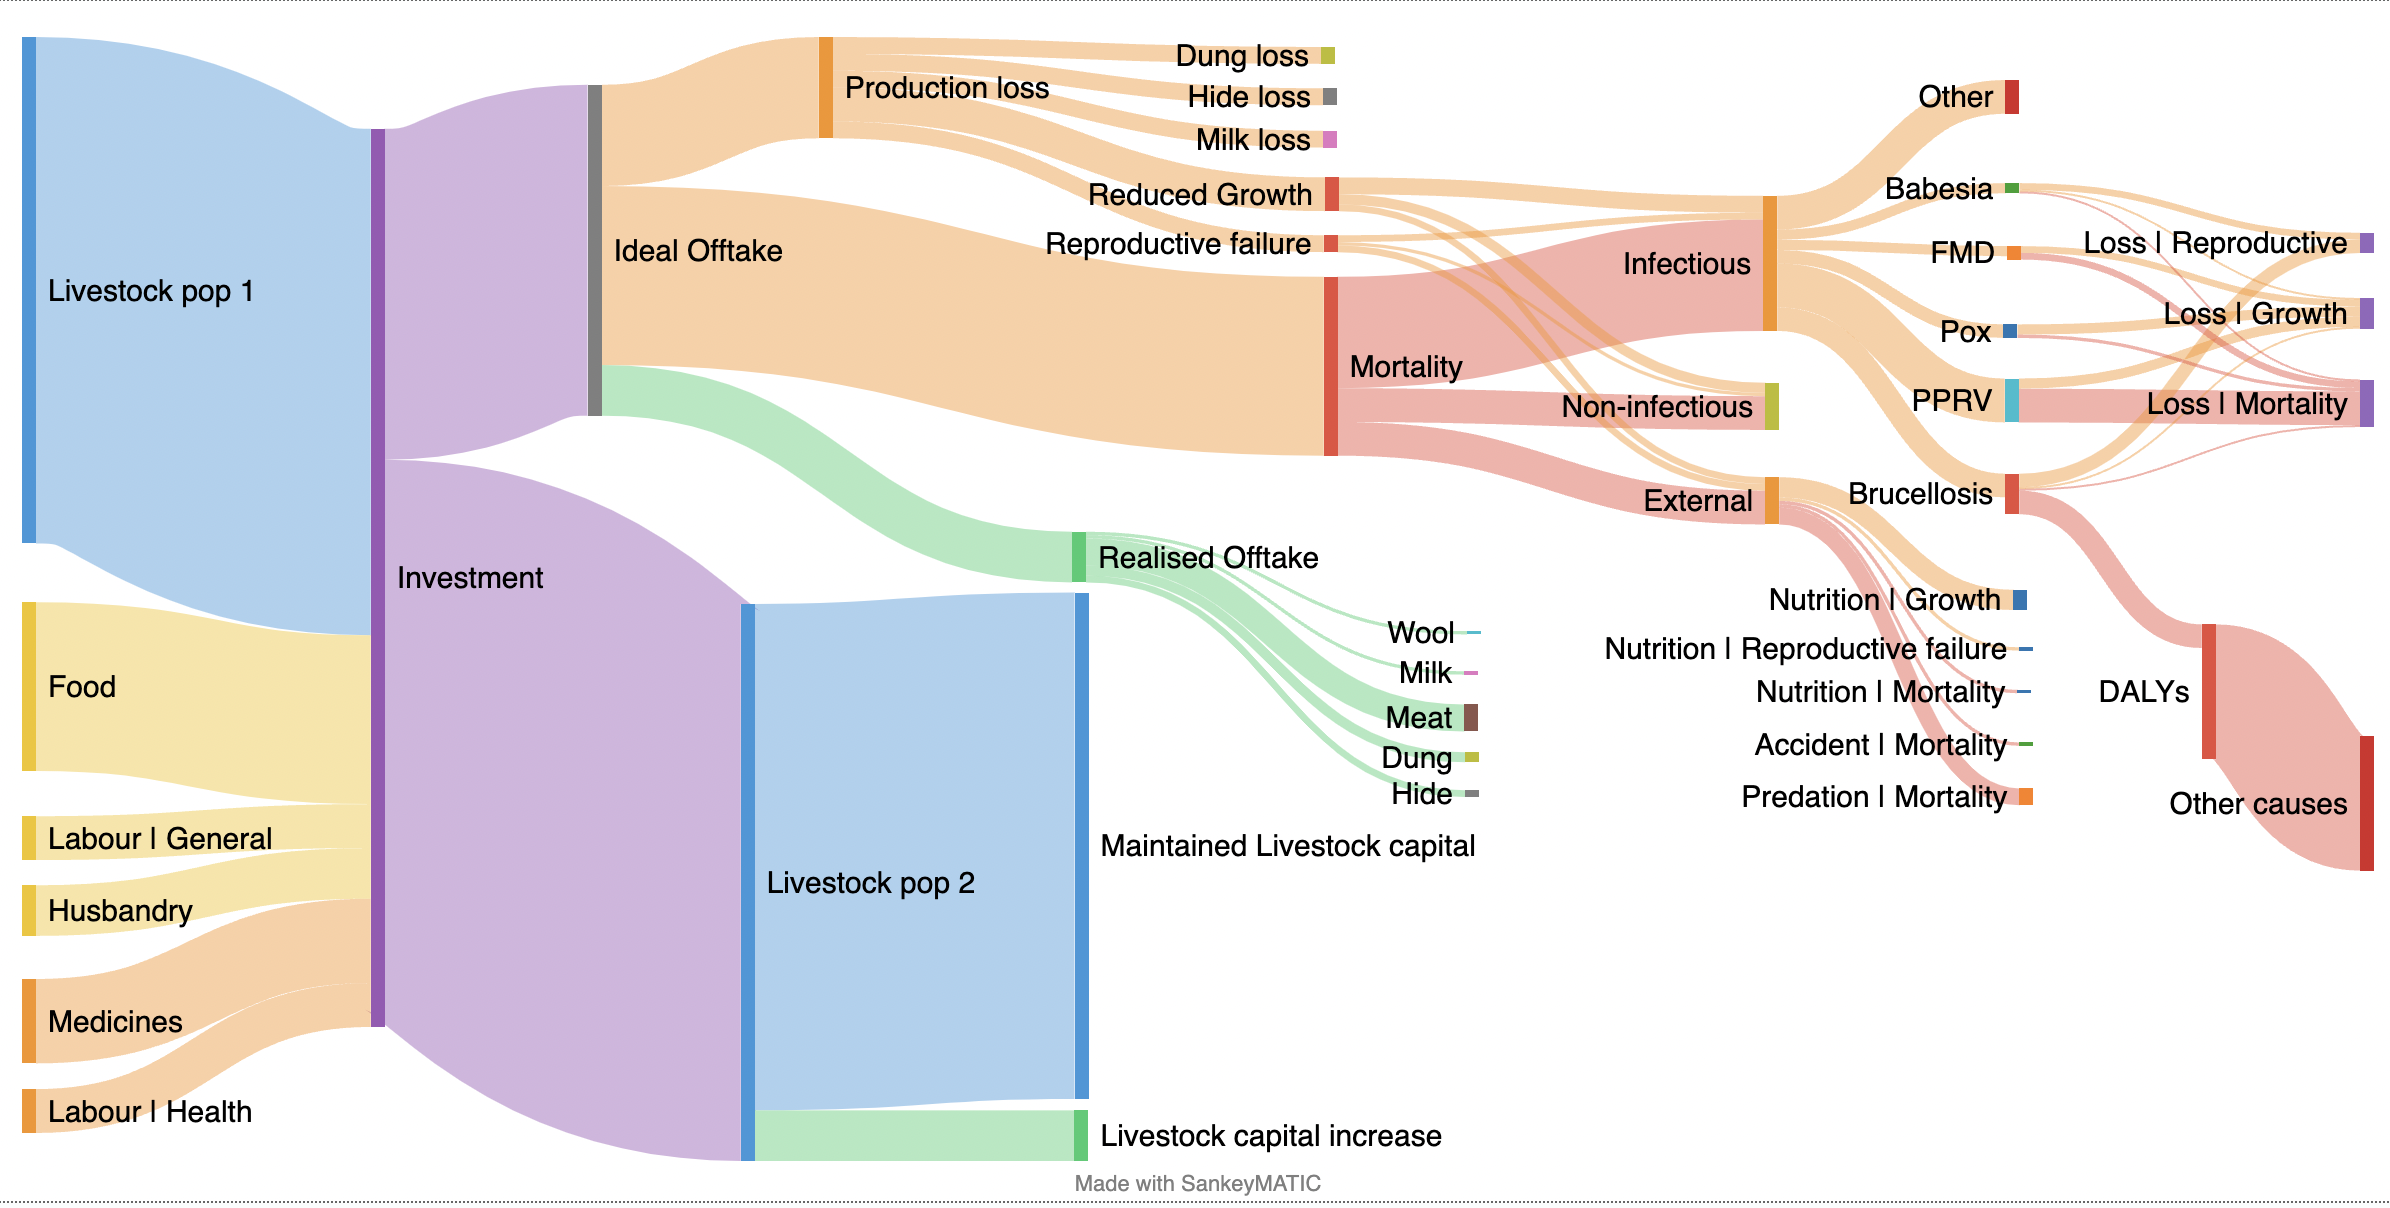 Dung loss
Production loss
Hide loss
Milk loss
Reduced Growth
Reproductive failure
Ideal Offtake
Livestock pop 1
Other
Babesia
Loss | Reproductive
FMD
Infectious
Loss | Growth
Pox
Mortality
PPRV
Loss | Mortality
Non-infectious
Brucellosis
External
Realised Offtake
Investment
Nutrition | Growth
Wool
Nutrition | Reproductive failure
Milk
Food
Nutrition | Mortality
DALYs
Meat
Accident | Mortality
Dung
Hide
Predation | Mortality
Other causes
Labour | General
Maintained Livestock capital
Livestock pop 2
Husbandry
Medicines
Labour | Health
Livestock capital increase
Made with SankeyMATIC